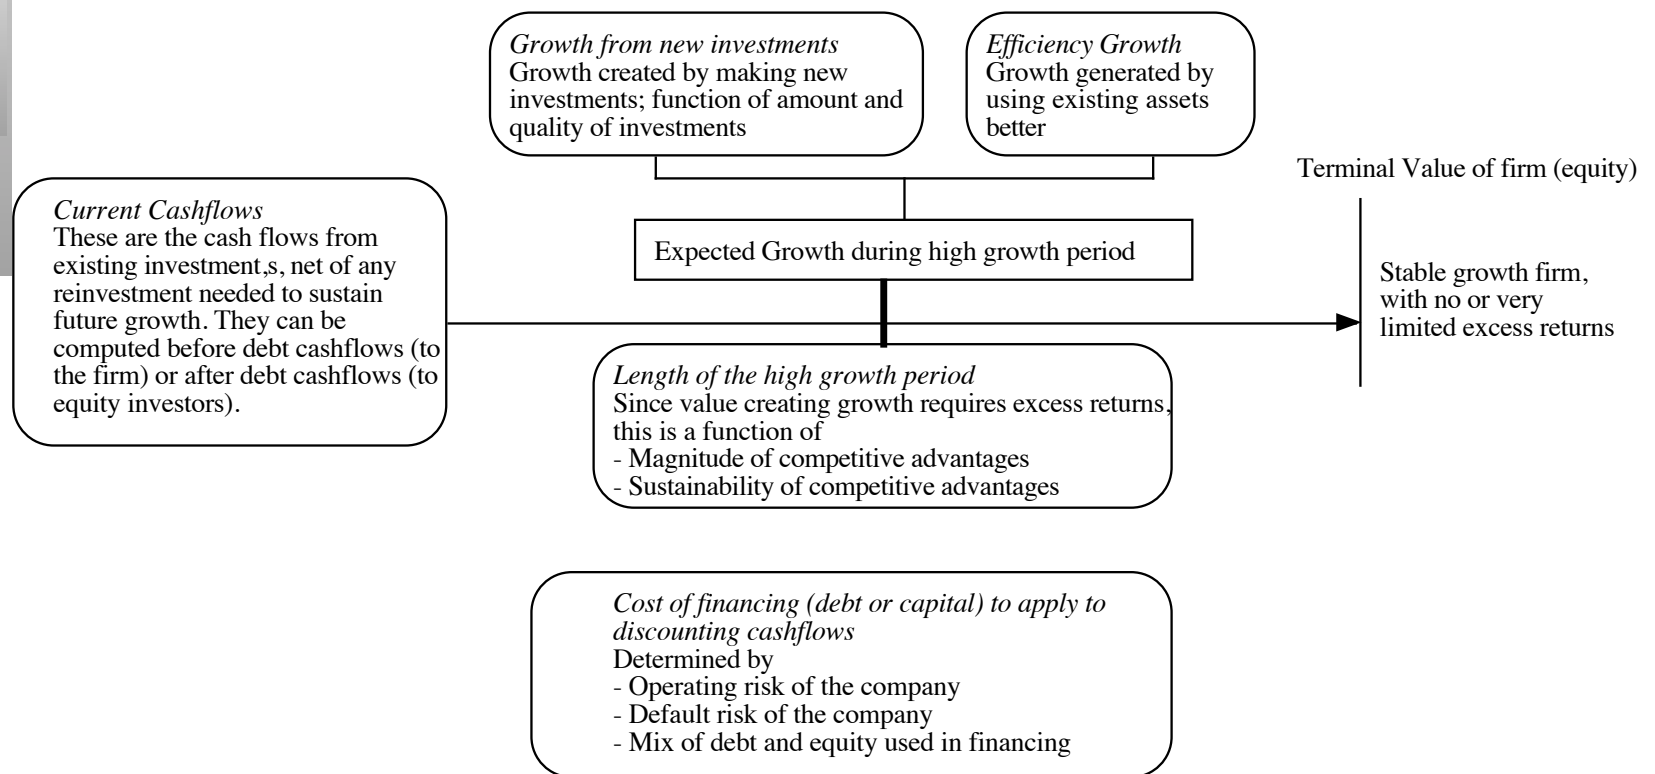 Growth from new investments
Growth created by making new
investments; function of amount and
quality of investments
Efficiency Growth
Growth generated by
using existing assets
better
Terminal Value of firm (equity)
Current Cashflows
These are the cash flows from
existing investment,s, net of any
reinvestment needed to sustain
future growth. They can be
computed before debt cashflows (to
the firm) or after debt cashflows (to
equity investors).
Expected Growth during high growth period
Stable growth firm,
with no or very
limited excess returns
Length of the high growth period
Since value creating growth requires excess returns,
this is a function of
- Magnitude of competitive advantages
- Sustainability of competitive advantages
Cost of financing (debt or capital) to apply to
discounting cashflows
Determined by
- Operating risk of the company
- Default risk of the company
- Mix of debt and equity used in financing